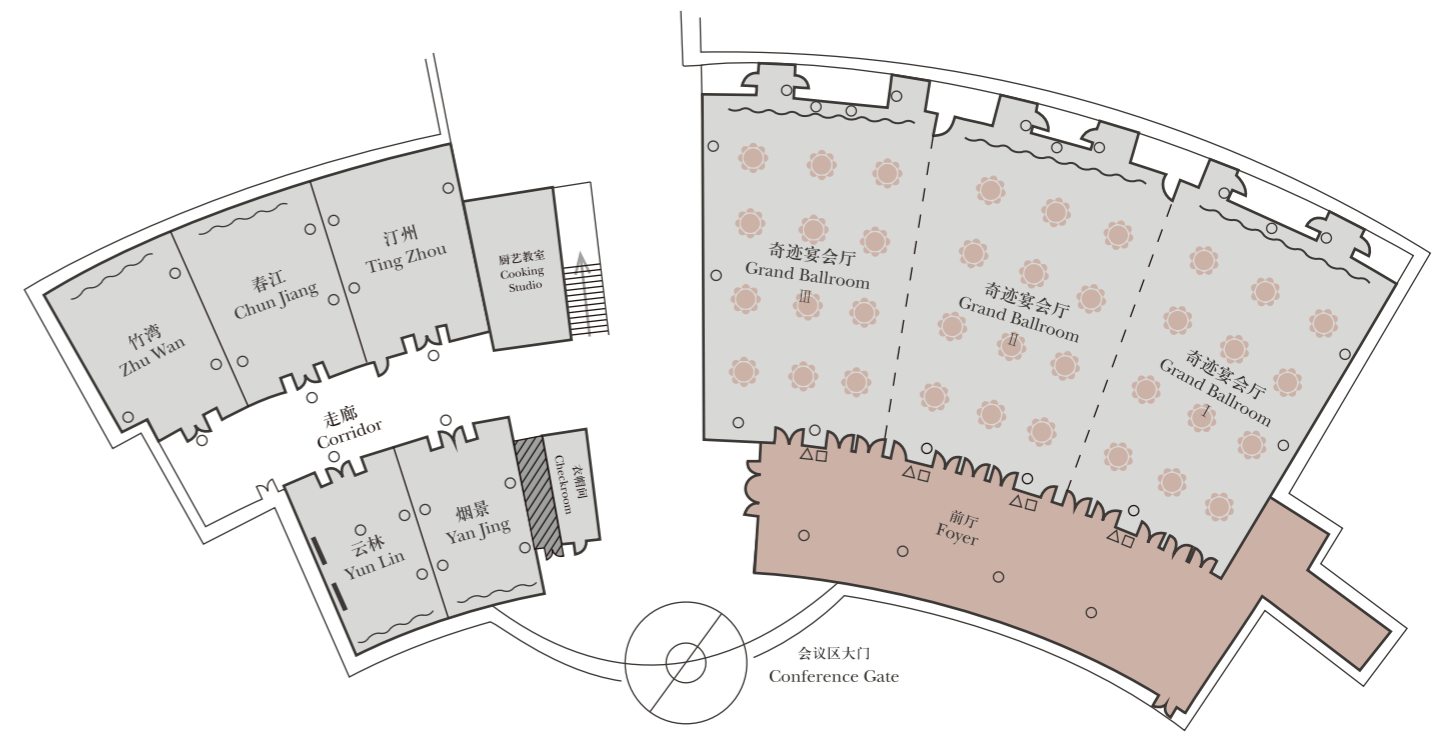 竹湾
Zhu Wan
春江
Chun Jiang
汀州
Ting Zhou
厨艺教室
Cooking
Studio
走廊
Corridor
云林
Yun Lin
烟景
Yan Jing
衣帽间
Checkroom
奇迹宴会厅
Grand Ballroom
III
奇迹宴会厅
Grand Ballroom
II
奇迹宴会厅
Grand Ballroom
I
前厅
Foyer
会议区大门
Conference Gate